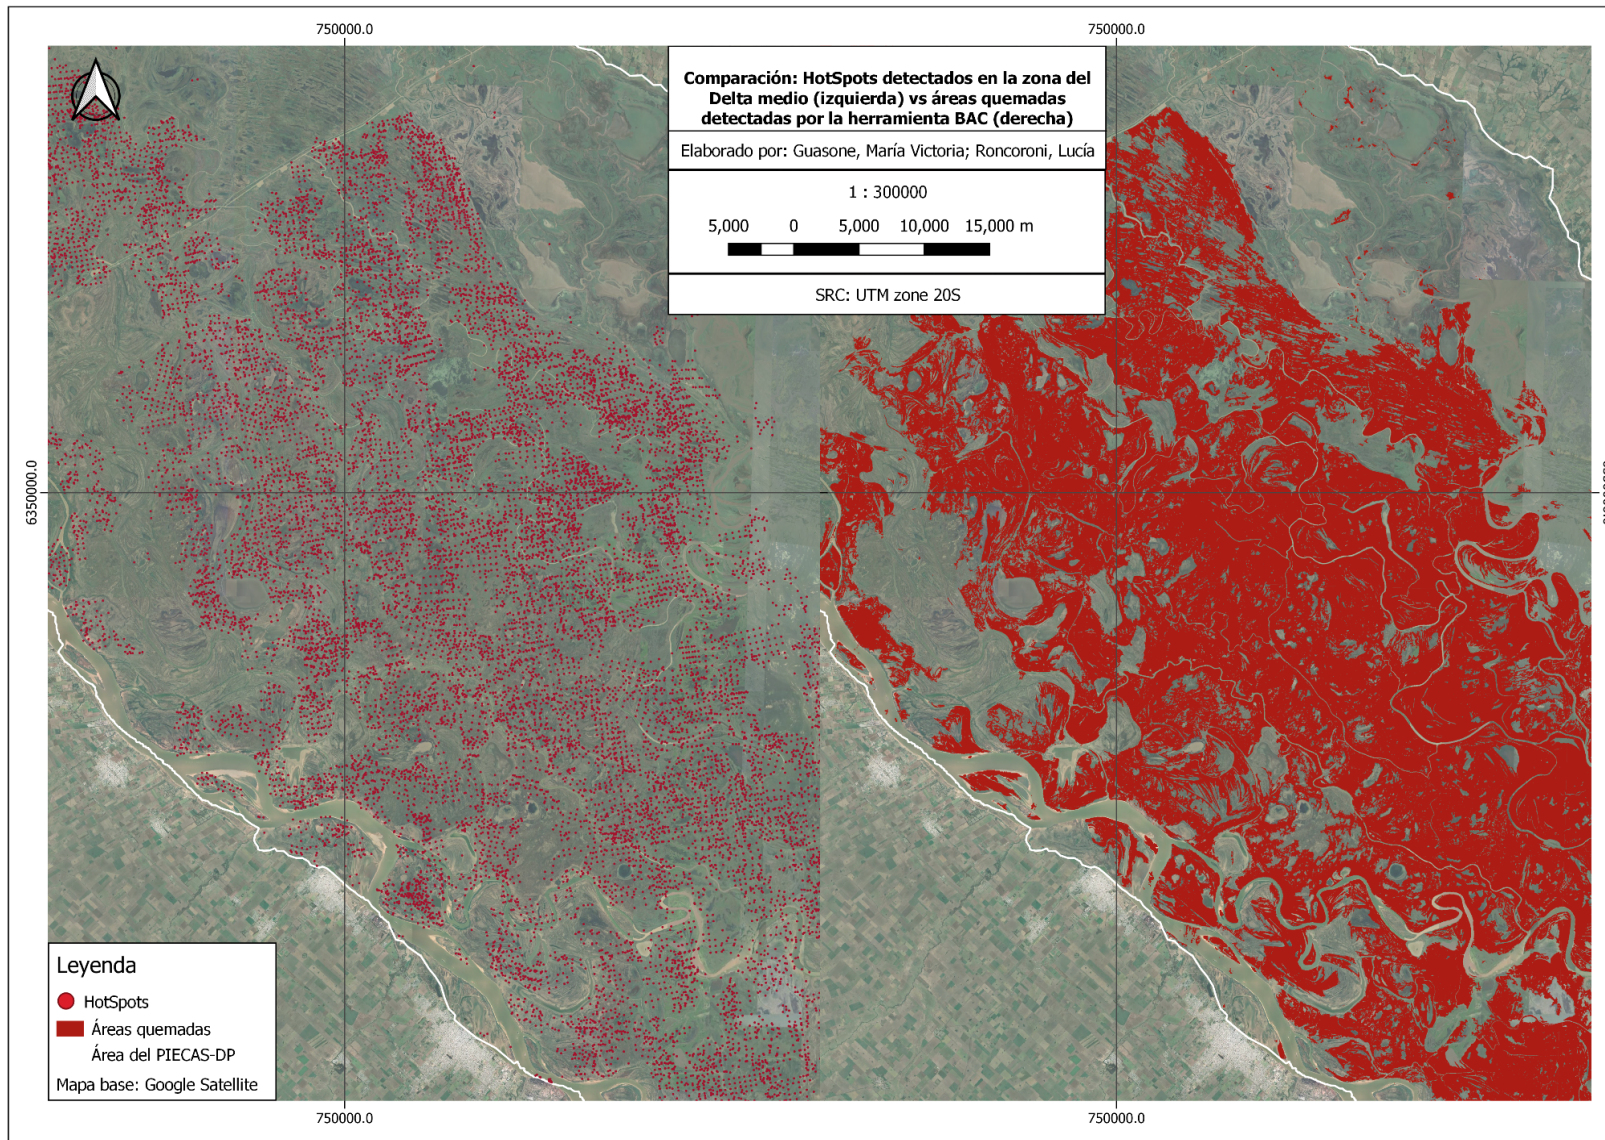 750000.0
750000.0
Comparación: HotSpots detectados en la zona del
Delta medio (izquierda) vs áreas quemadas
detectadas por la herramienta BAC (derecha)
Elaborado por: Guasone, María Victoria; Roncoroni, Lucía
1 : 300000
5,000 0 5,000 10,000 15,000 m
SRC: UTM zone 20S
6350000.0
Leyenda
HotSpots
Áreas quemadas
Área del PIECAS-DP
Mapa base: Google Satellite
750000.0
750000.0